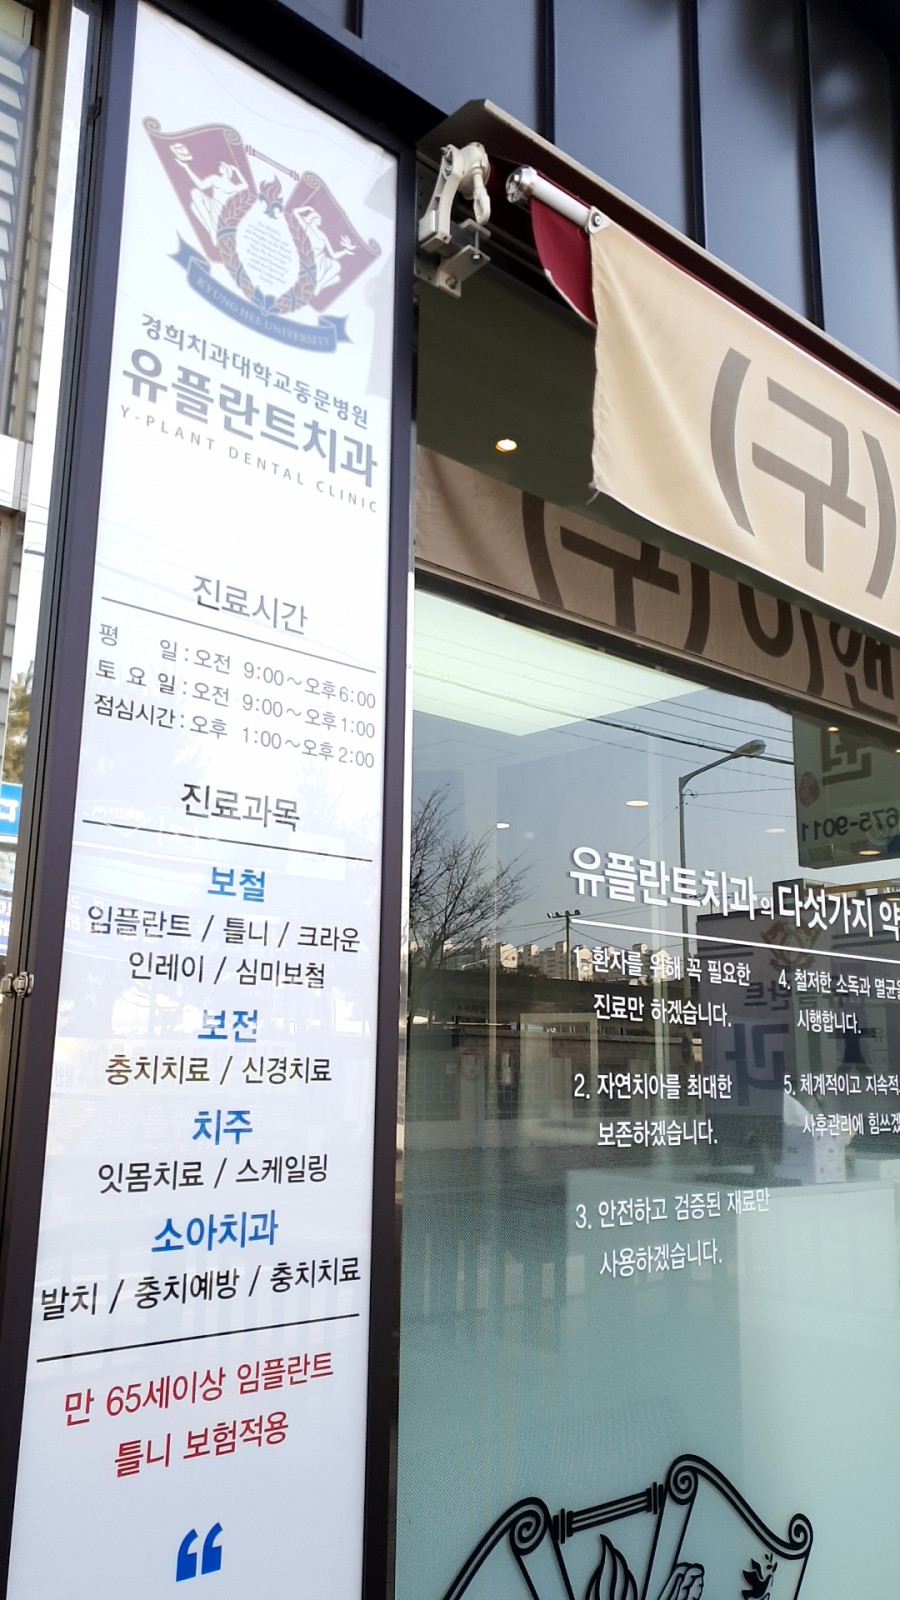 KYUNG HEE UNIVERSITY
경희치과대학교동문병원
유플란트치과
Y-PLANT DENTAL CLINIC
진료시간
평 일 : 오전 9:00~오후6:00
토 요 일 : 오전 9:00~오후1:00
점심시간 : 오후 1:00~오후2:00
진료과목
보철
임플란트 / 틀니 / 크라운
인레이 / 심미보철
보전
충치치료 / 신경치료
치주
잇몸치료 / 스케일링
소아치과
발치 / 충치예방 / 충치치료
만 65세이상 임플란트
틀니 보험적용
“
(구)
유플란트치과의 다섯가지
1. 환자를 위해 꼭 필요한
진료만 하겠습니다.
2. 자연치아를 최대한
보존하겠습니다.
3. 안전하고 검증된 재료만
사용하겠습니다.
4. 철저한 소독과 멸균을
시행합니다.
5. 체계적이고
사후관리에
675-9011